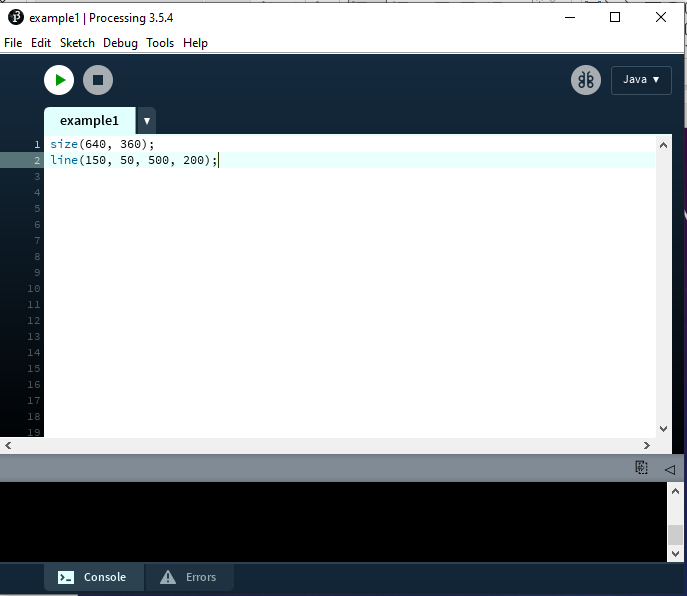 example1 | Processing 3.5.4
File Edit Sketch Debug Tools Help
Java ▾
example1 ▾
1 size(640, 360);
2 line(150, 50, 500, 200);
3
4
5
6
7
8
9
10
11
12
13
14
15
16
17
18
19
Console Errors